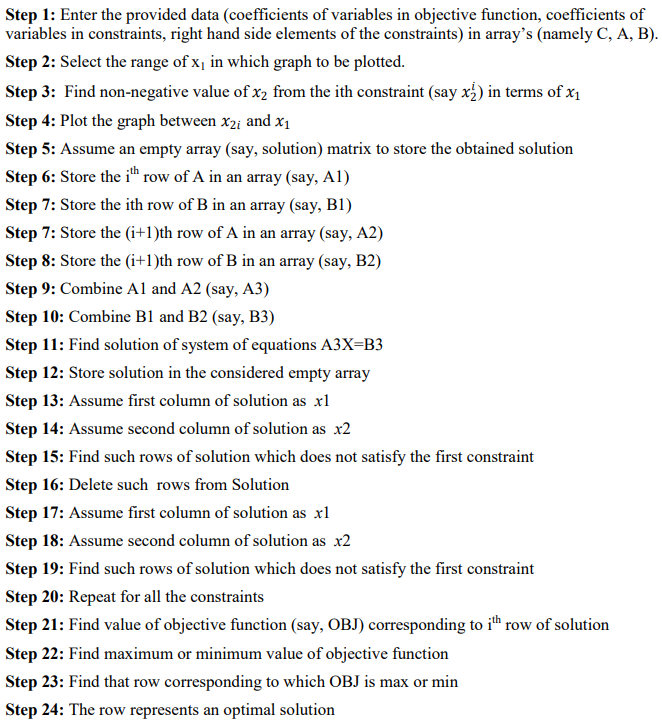 Step 1: Enter the provided data (coefficients of variables in objective function, coefficients of
variables in constraints, right hand side elements of the constraints) in array’s (namely C, A, B).
Step 2: Select the range of x₁ in which graph to be plotted.
Step 3: Find non-negative value of x₂ from the ith constraint (say x₂ⁱ) in terms of x₁
Step 4: Plot the graph between x₂ᵢ and x₁
Step 5: Assume an empty array (say, solution) matrix to store the obtained solution
Step 6: Store the iᵗʰ row of A in an array (say, A1)
Step 7: Store the ith row of B in an array (say, B1)
Step 7: Store the (i+1)th row of A in an array (say, A2)
Step 8: Store the (i+1)th row of B in an array (say, B2)
Step 9: Combine A1 and A2 (say, A3)
Step 10: Combine B1 and B2 (say, B3)
Step 11: Find solution of system of equations A3X=B3
Step 12: Store solution in the considered empty array
Step 13: Assume first column of solution as x1
Step 14: Assume second column of solution as x2
Step 15: Find such rows of solution which does not satisfy the first constraint
Step 16: Delete such rows from Solution
Step 17: Assume first column of solution as x1
Step 18: Assume second column of solution as x2
Step 19: Find such rows of solution which does not satisfy the first constraint
Step 20: Repeat for all the constraints
Step 21: Find value of objective function (say, OBJ) corresponding to iᵗʰ row of solution
Step 22: Find maximum or minimum value of objective function
Step 23: Find that row corresponding to which OBJ is max or min
Step 24: The row represents an optimal solution